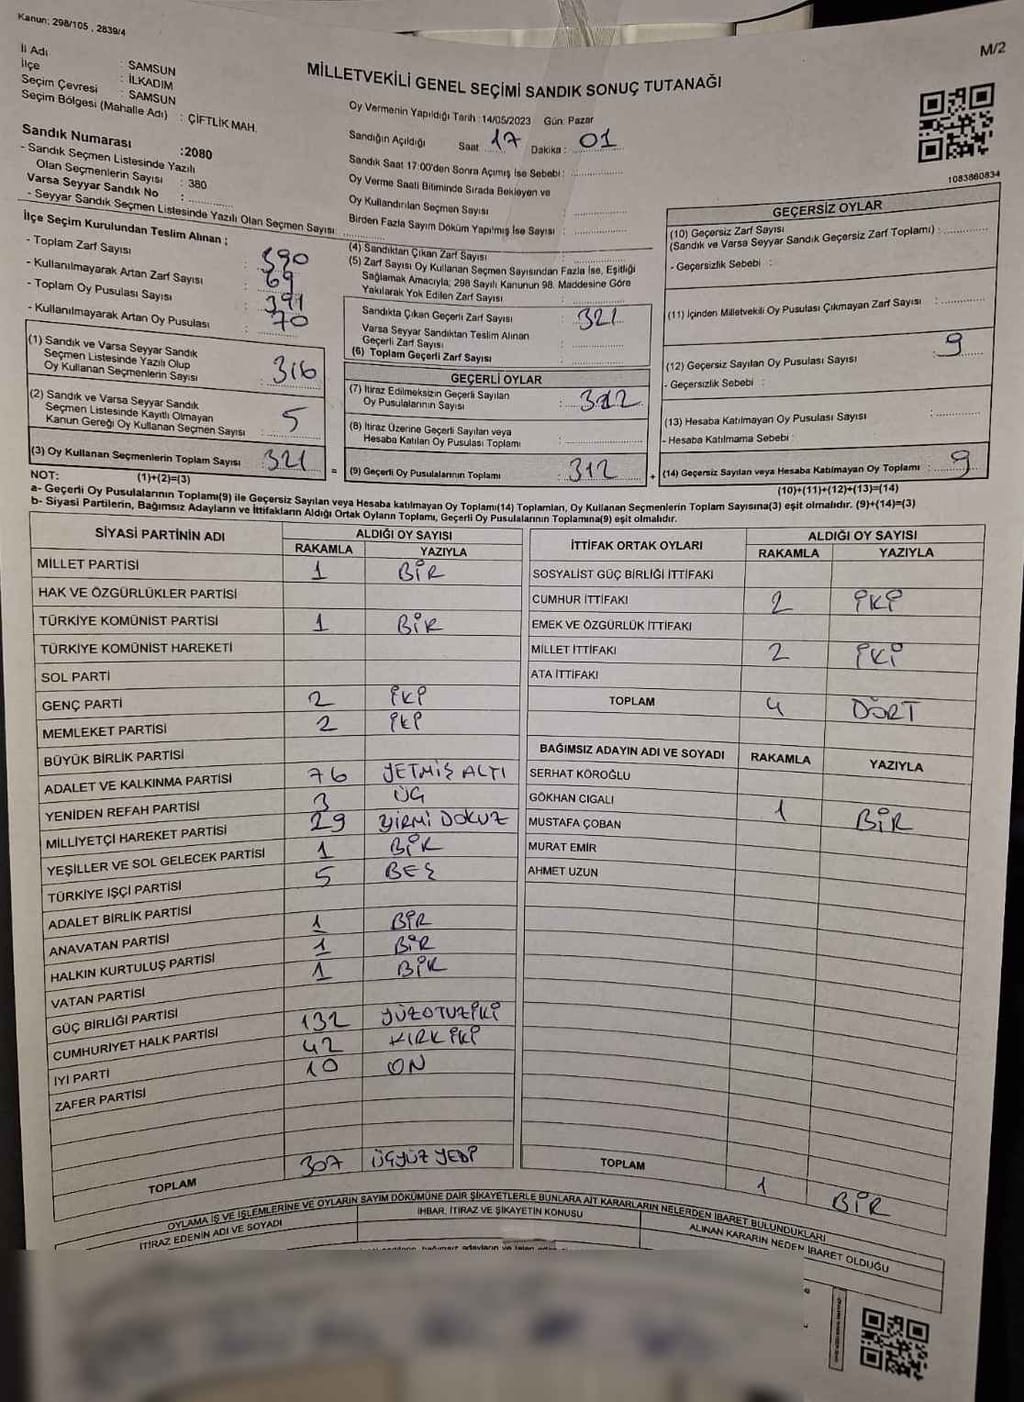 Kanun: 298/105 , 2839/4
M/2
İl Adı : SAMSUN
İlçe : İLKADIM
Seçim Çevresi : SAMSUN
Seçim Bölgesi (Mahalle Adı) : ÇİFTLİK MAH.
Sandık Numarası :2080
- Sandık Seçmen Listesinde Yazılı
Olan Seçmenlerin Sayısı : 380
Varsa Seyyar Sandık No :
- Seyyar Sandık Seçmen Listesinde Yazılı Olan Seçmen Sayısı :
MİLLETVEKİLİ GENEL SEÇİMİ SANDIK SONUÇ TUTANAĞI
Oy Vermenin Yapıldığı Tarih :14/05/2023 Gün: Pazar
Sandığın Açıldığı Saat 17 Dakika : 01
Sandık Saat 17:00'den Sonra Açımış İse Sebebi :
Oy Verme Saati Bitiminde Sırada Bekleyen ve
Oy Kullandırılan Seçmen Sayısı :
Birden Fazla Sayım Döküm Yapılmış İse Sayısı :
1083860834
İlçe Seçim Kurulundan Teslim Alınan ;
- Toplam Zarf Sayısı : 390
- Kullanılmayarak Artan Zarf Sayısı : 69
- Toplam Oy Pusulası Sayısı : 391
- Kullanılmayarak Artan Oy Pusulası : 70
(1) Sandık ve Varsa Seyyar Sandık
Seçmen Listesinde Yazılı Olup
Oy Kullanan Seçmenlerin Sayısı : 316
(2) Sandık ve Varsa Seyyar Sandık
Seçmen Listesinde Kayıtlı Olmayan
Kanun Gereği Oy Kullanan Seçmen Sayısı : 5
(3) Oy Kullanan Seçmenlerin Toplam Sayısı : 321
(1)+(2)=(3)
(4) Sandıktan Çıkan Zarf Sayısı :
(5) Zarf Sayısı Oy Kullanan Seçmen Sayısından Fazla İse, Eşitliği
Sağlamak Amacıyla; 298 Sayılı Kanunun 98. Maddesine Göre
Yakılarak Yok Edilen Zarf Sayısı :
Sandıkta Çıkan Geçerli Zarf Sayısı : 321
Varsa Seyyar Sandıktan Teslim Alınan
Geçerli Zarf Sayısı :
(6) Toplam Geçerli Zarf Sayısı :
GEÇERLİ OYLAR
(7) İtiraz Edilmeksizin Geçerli Sayılan
Oy Pusulalarının Sayısı : 312
(8) İtiraz Üzerine Geçerli Sayılan veya
Hesaba Katılan Oy Pusulası Toplamı :
= (9) Geçerli Oy Pusulalarının Toplamı : 312 +
GEÇERSİZ OYLAR
(10) Geçersiz Zarf Sayısı
(Sandık ve Varsa Seyyar Sandık Geçersiz Zarf Toplamı) :
- Geçersizlik Sebebi :
(11) İçinden Milletvekili Oy Pusulası Çıkmayan Zarf Sayısı :
(12) Geçersiz Sayılan Oy Pusulası Sayısı : 9
- Geçersizlik Sebebi :
(13) Hesaba Katılmayan Oy Pusulası Sayısı :
- Hesaba Katılmama Sebebi :
(14) Geçersiz Sayılan veya Hesaba Katılmayan Oy Toplamı : 9
(10)+(11)+(12)+(13)=(14)
NOT:
a- Geçerli Oy Pusulalarının Toplamı(9) ile Geçersiz Sayılan veya Hesaba katılmayan Oy Toplamı(14) Toplamları, Oy Kullanan Seçmenlerin Toplam Sayısına(3) eşit olmalıdır. (9)+(14)=(3)
b- Siyasi Partilerin, Bağımsız Adayların ve İttifakların Aldığı Ortak Oyların Toplamı, Geçerli Oy Pusulalarının Toplamına(9) eşit olmalıdır.
SİYASİ PARTİNİN ADI ALDIĞI OY SAYISI
RAKAMLA YAZIYLA
MİLLET PARTİSİ 1 BİR
HAK VE ÖZGÜRLÜKLER PARTİSİ
TÜRKİYE KOMÜNİST PARTİSİ 1 BİR
TÜRKİYE KOMÜNİST HAREKETİ
SOL PARTİ
GENÇ PARTİ 2 İKİ
MEMLEKET PARTİSİ 2 İKİ
BÜYÜK BİRLİK PARTİSİ
ADALET VE KALKINMA PARTİSİ 76 YETMİŞ ALTI
YENİDEN REFAH PARTİSİ 3 ÜÇ
MİLLİYETÇİ HAREKET PARTİSİ 29 YİRMİ DOKUZ
YEŞİLLER VE SOL GELECEK PARTİSİ 1 BİR
TÜRKİYE İŞÇİ PARTİSİ 5 BEŞ
ADALET BİRLİK PARTİSİ
ANAVATAN PARTİSİ 1 BİR
HALKIN KURTULUŞ PARTİSİ 1 BİR
VATAN PARTİSİ 1 BİR
GÜÇ BİRLİĞİ PARTİSİ
CUMHURİYET HALK PARTİSİ 132 YÜZOTUZİKİ
İYİ PARTİ 42 KIRK İKİ
ZAFER PARTİSİ 10 ON
TOPLAM 307 ÜÇYÜZ YEDİ
İTTİFAK ORTAK OYLARI ALDIĞI OY SAYISI
RAKAMLA YAZIYLA
SOSYALİST GÜÇ BİRLİĞİ İTTİFAKI
CUMHUR İTTİFAKI 2 İKİ
EMEK VE ÖZGÜRLÜK İTTİFAKI
MİLLET İTTİFAKI 2 İKİ
ATA İTTİFAKI
TOPLAM 4 DÖRT
BAĞIMSIZ ADAYIN ADI VE SOYADI RAKAMLA YAZIYLA
SERHAT KÖROĞLU
GÖKHAN CIGALI 1 BİR
MUSTAFA ÇOBAN
MURAT EMİR
AHMET UZUN
TOPLAM 1 BİR
OYLAMA İŞ VE İŞLEMLERİNE VE OYLARIN SAYIM DÖKÜMÜNE DAİR ŞİKAYETLERLE BUNLARA AİT KARARLARIN NELERDEN İBARET BULUNDUKLARI
İTİRAZ EDENİN ADI VE SOYADI
İHBAR, İTİRAZ VE ŞİKAYETİN KONUSU
ALINAN KARARIN NEDEN İBARET OLDUĞU